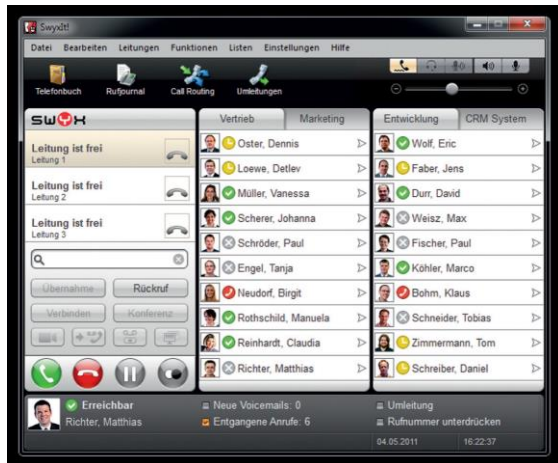 SwyxIt!
Datei Bearbeiten Leitungen Funktionen Listen Einstellungen Hilfe
Telefonbuch Rufjournal Call Routing Umleitungen
swyx
Leitung ist frei
Leitung 1
Leitung ist frei
Leitung 2
Leitung ist frei
Leitung 3
Übernahme Rückruf
Verbinden Konferenz
Vertrieb Marketing
Oster, Dennis
Loewe, Detlev
Müller, Vanessa
Scherer, Johanna
Schröder, Paul
Engel, Tanja
Neudorf, Birgit
Rothschild, Manuela
Reinhardt, Claudia
Richter, Matthias
Entwicklung CRM System
Wolf, Eric
Faber, Jens
Durr, David
Weisz, Max
Fischer, Paul
Köhler, Marco
Bohm, Klaus
Schneider, Tobias
Zimmermann, Tom
Schreiber, Daniel
Erreichbar
Richter, Matthias
Neue Voicemails: 0
Entgangene Anrufe: 6
Umleitung
Rufnummer unterdrücken
04.05.2011 16:22:37